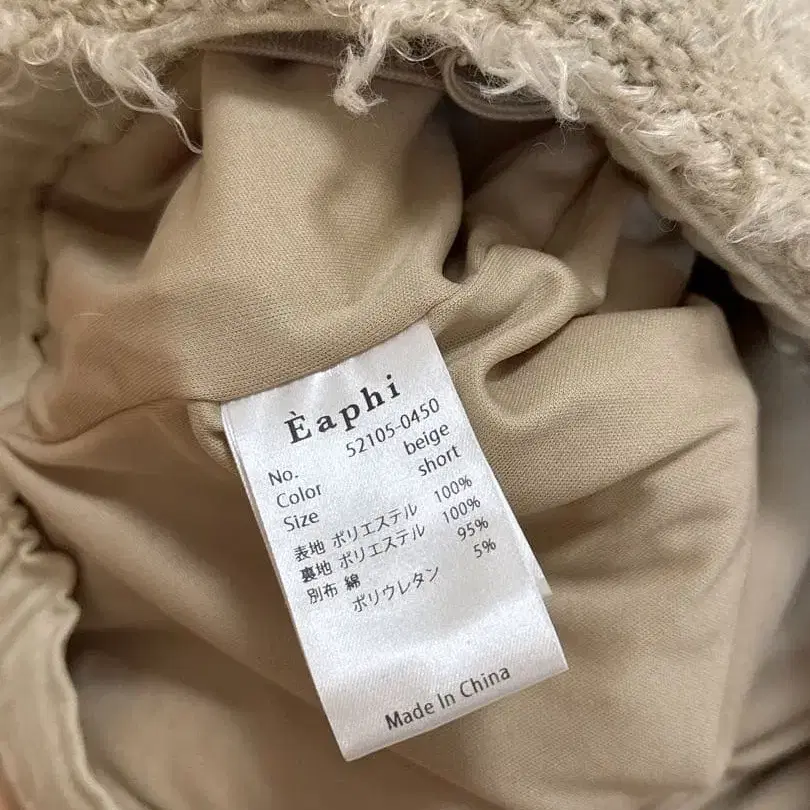 Èaphi
No. 52105-0450
Color beige
Size short
表地 ポリエステル 100%
裏地 ポリエステル 100%
別布 綿 95%
ポリウレタン 5%
Made In China